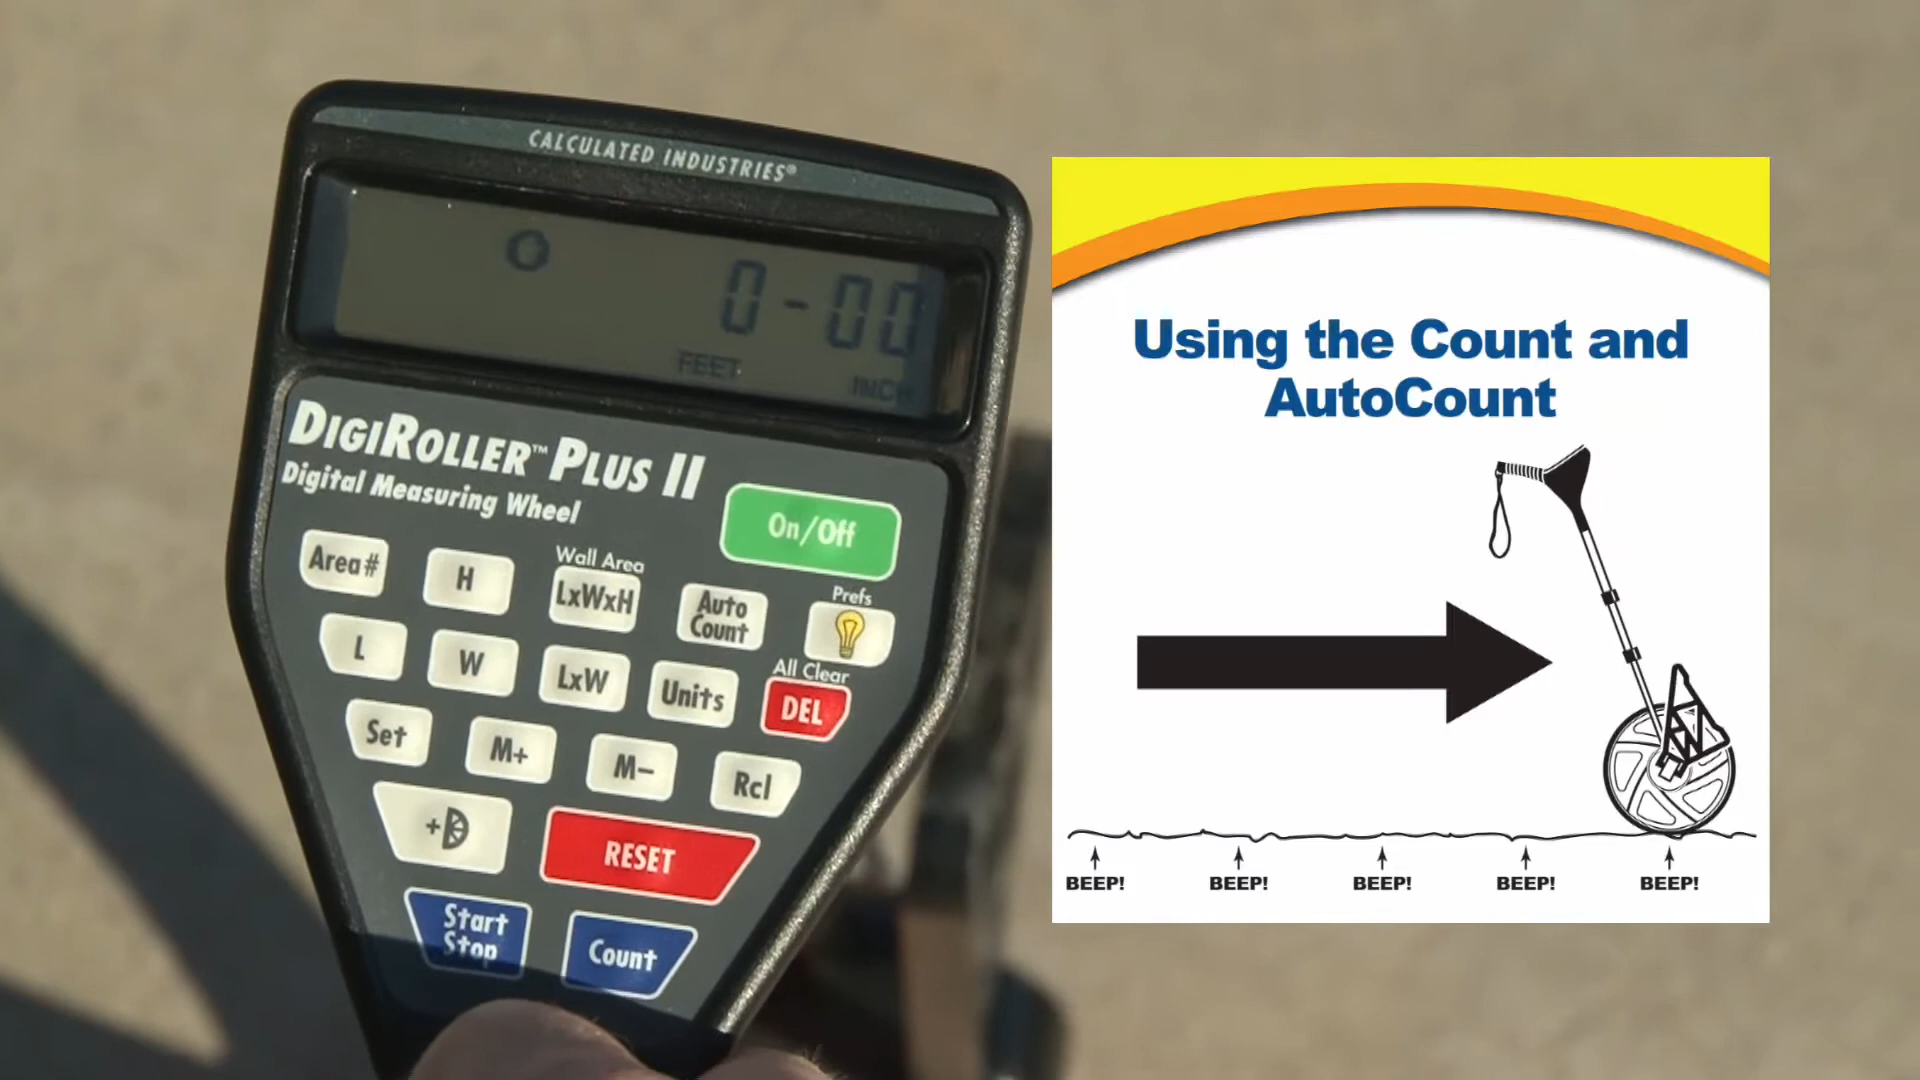 CALCULATED INDUSTRIES®
0 - 00
FEET INCH
DIGIROLLER™ PLUS II
Digital Measuring Wheel
On/Off
Area#
H
Wall Area
LxWxH
Auto
Count
Prefs
L
W
LxW
Units
All Clear
DEL
Set
M+
M–
Rcl
+
RESET
Start
Stop
Count
Using the Count and
AutoCount
BEEP! BEEP! BEEP! BEEP! BEEP!